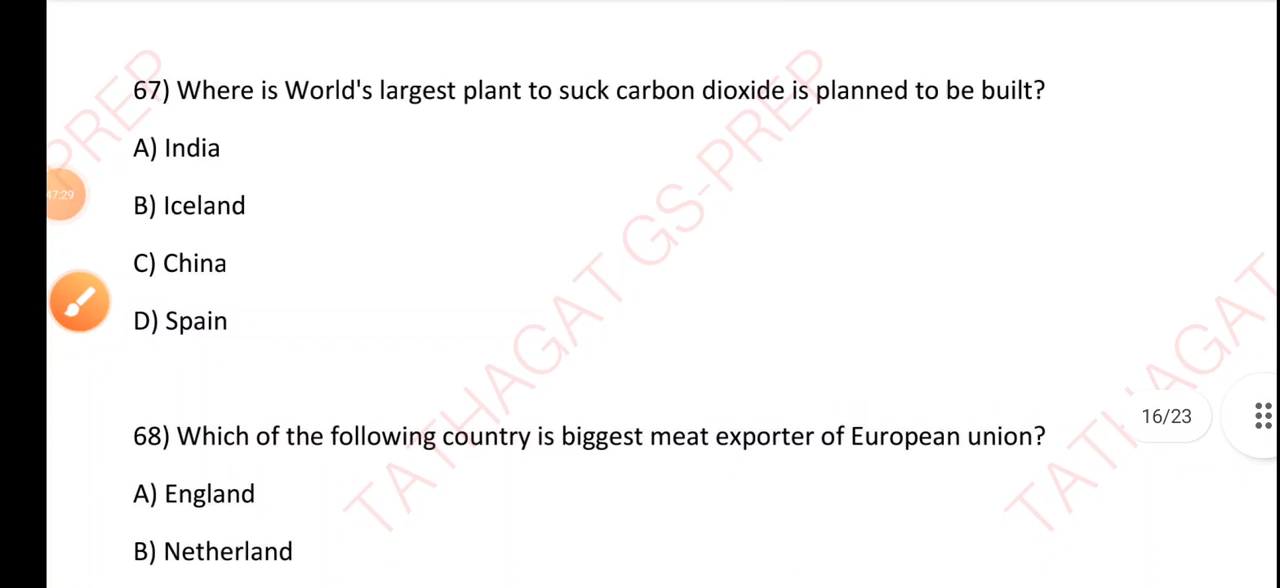 67) Where is World's largest plant to suck carbon dioxide is planned to be built?
A) India
47:29
B) Iceland
C) China
D) Spain
16/23
68) Which of the following country is biggest meat exporter of European union?
A) England
B) Netherland
PREP
TATHAGAT GS-PREP
TATHAGAT